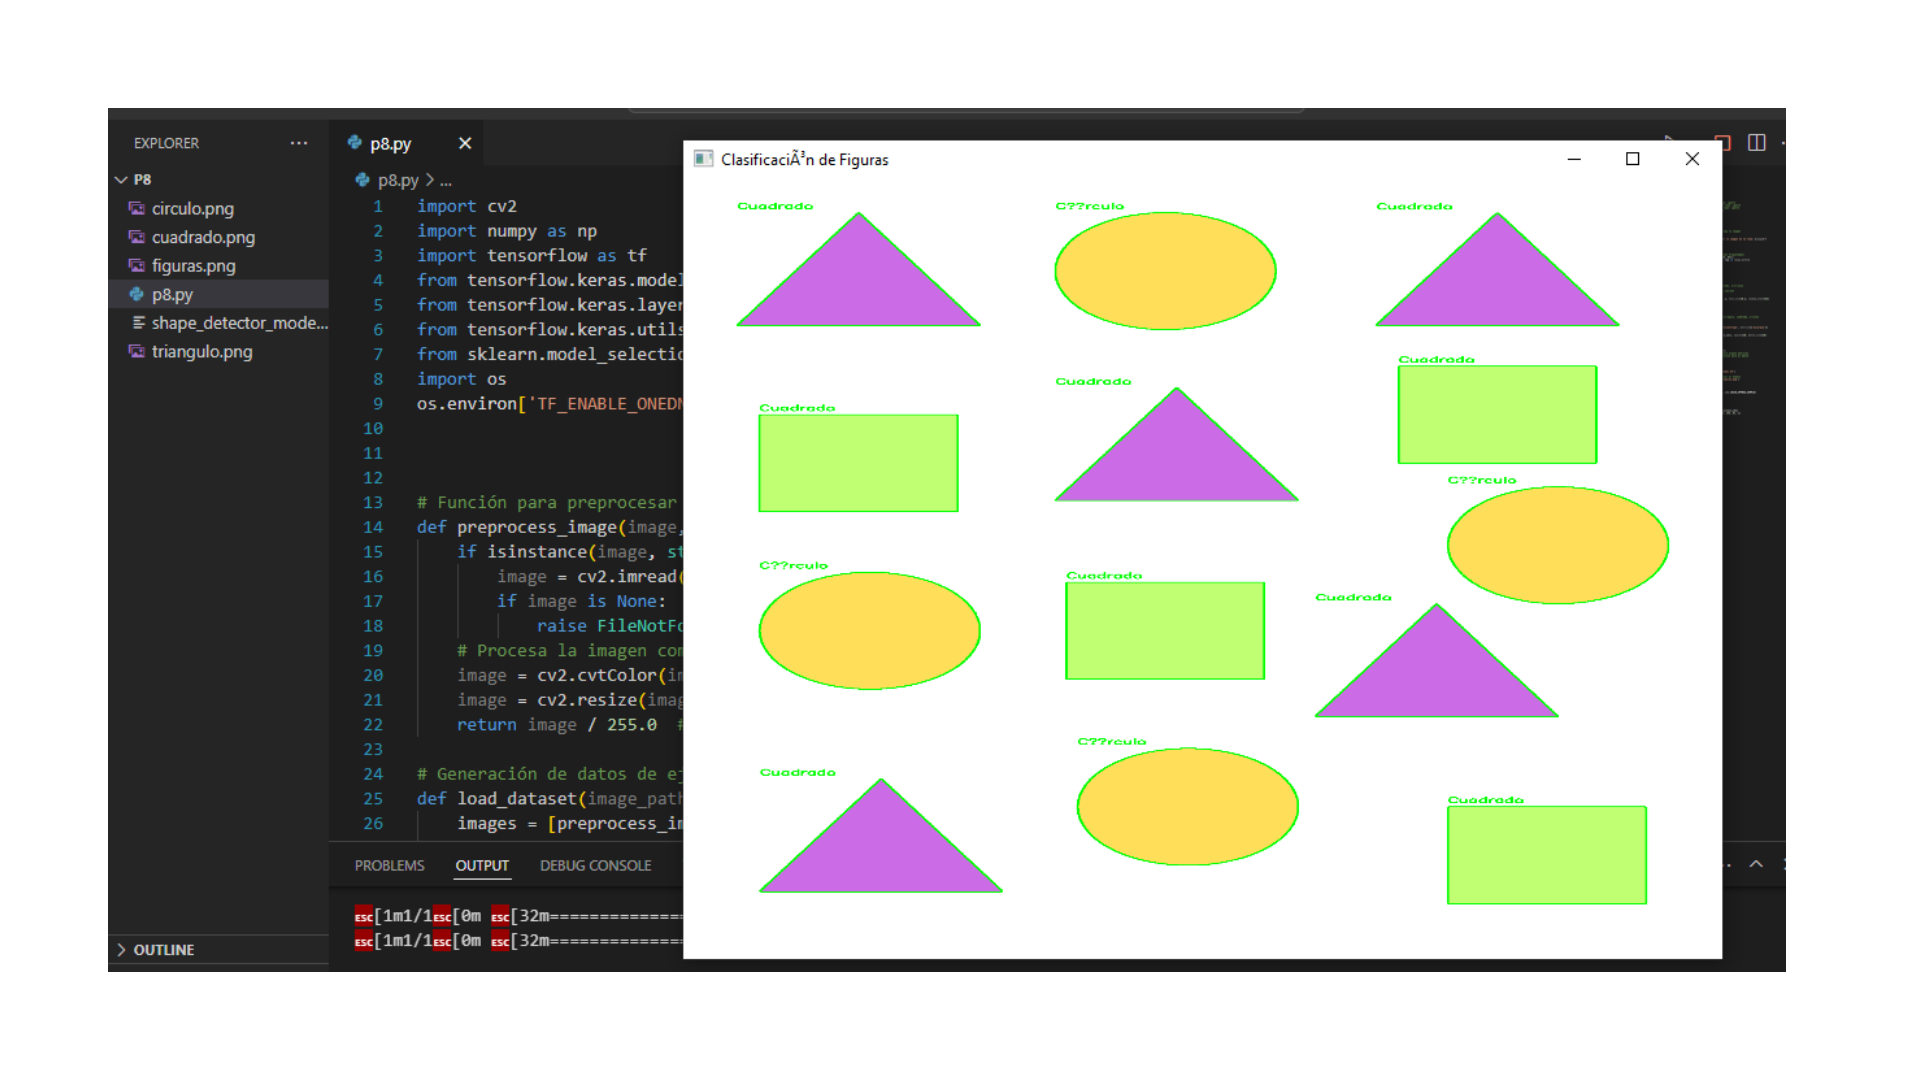 EXPLORER
P8
circulo.png
cuadrado.png
figuras.png
p8.py
shape_detector_mode...
triangulo.png
OUTLINE
p8.py
p8.py > ...
1 import cv2
2 import numpy as np
3 import tensorflow as tf
4 from tensorflow.keras.model
5 from tensorflow.keras.layer
6 from tensorflow.keras.utils
7 from sklearn.model_selectio
8 import os
9 os.environ['TF_ENABLE_ONEDN
10
11
12
13 # Función para preprocesar
14 def preprocess_image(image,
15 if isinstance(image, st
16 image = cv2.imread(
17 if image is None:
18 raise FileNotFo
19 # Procesa la imagen com
20 image = cv2.cvtColor(im
21 image = cv2.resize(imag
22 return image / 255.0 #
23
24 # Generación de datos de ej
25 def load_dataset(image_path
26 images = [preprocess_im
PROBLEMS OUTPUT DEBUG CONSOLE
ESC[1m1/1ESC[0m ESC[32m=============
ESC[1m1/1ESC[0m ESC[32m=============
ClasificaciÃ³n de Figuras
Cuadrado
C??rculo
Cuadrado
Cuadrado
Cuadrado
Cuadrado
C??rculo
C??rculo
Cuadrado
Cuadrado
C??rculo
Cuadrado
Cuadrado